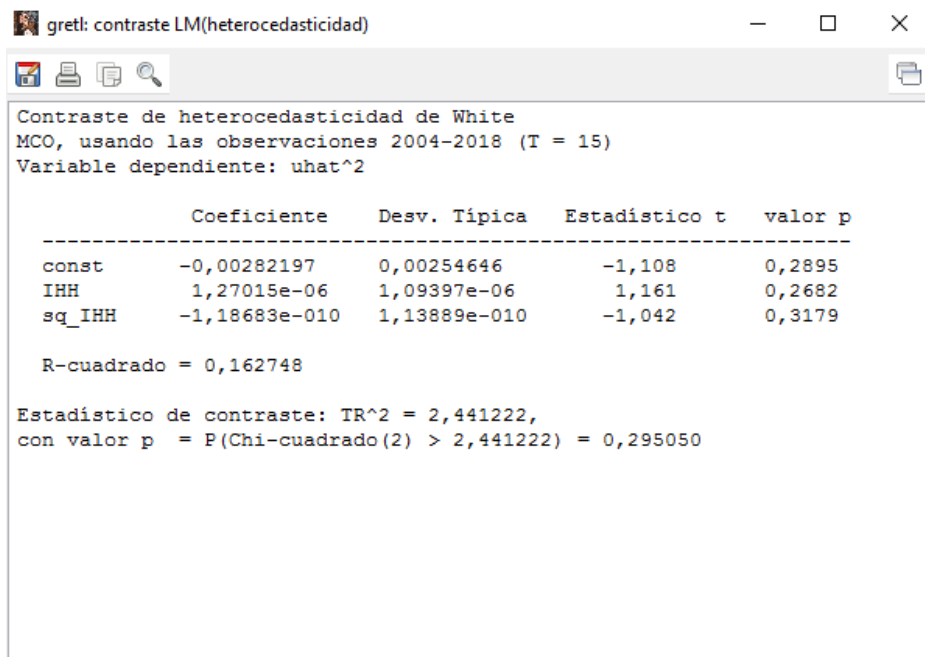 gretl: contraste LM(heterocedasticidad)
Contraste de heterocedasticidad de White
MCO, usando las observaciones 2004-2018 (T = 15)
Variable dependiente: uhat^2
Coeficiente Desv. Típica Estadístico t valor p
-----------------------------------------------------------------
const -0,00282197 0,00254646 -1,108 0,2895
IHH 1,27015e-06 1,09397e-06 1,161 0,2682
sq_IHH -1,18683e-010 1,13889e-010 -1,042 0,3179
R-cuadrado = 0,162748
Estadístico de contraste: TR^2 = 2,441222,
con valor p = P(Chi-cuadrado(2) > 2,441222) = 0,295050